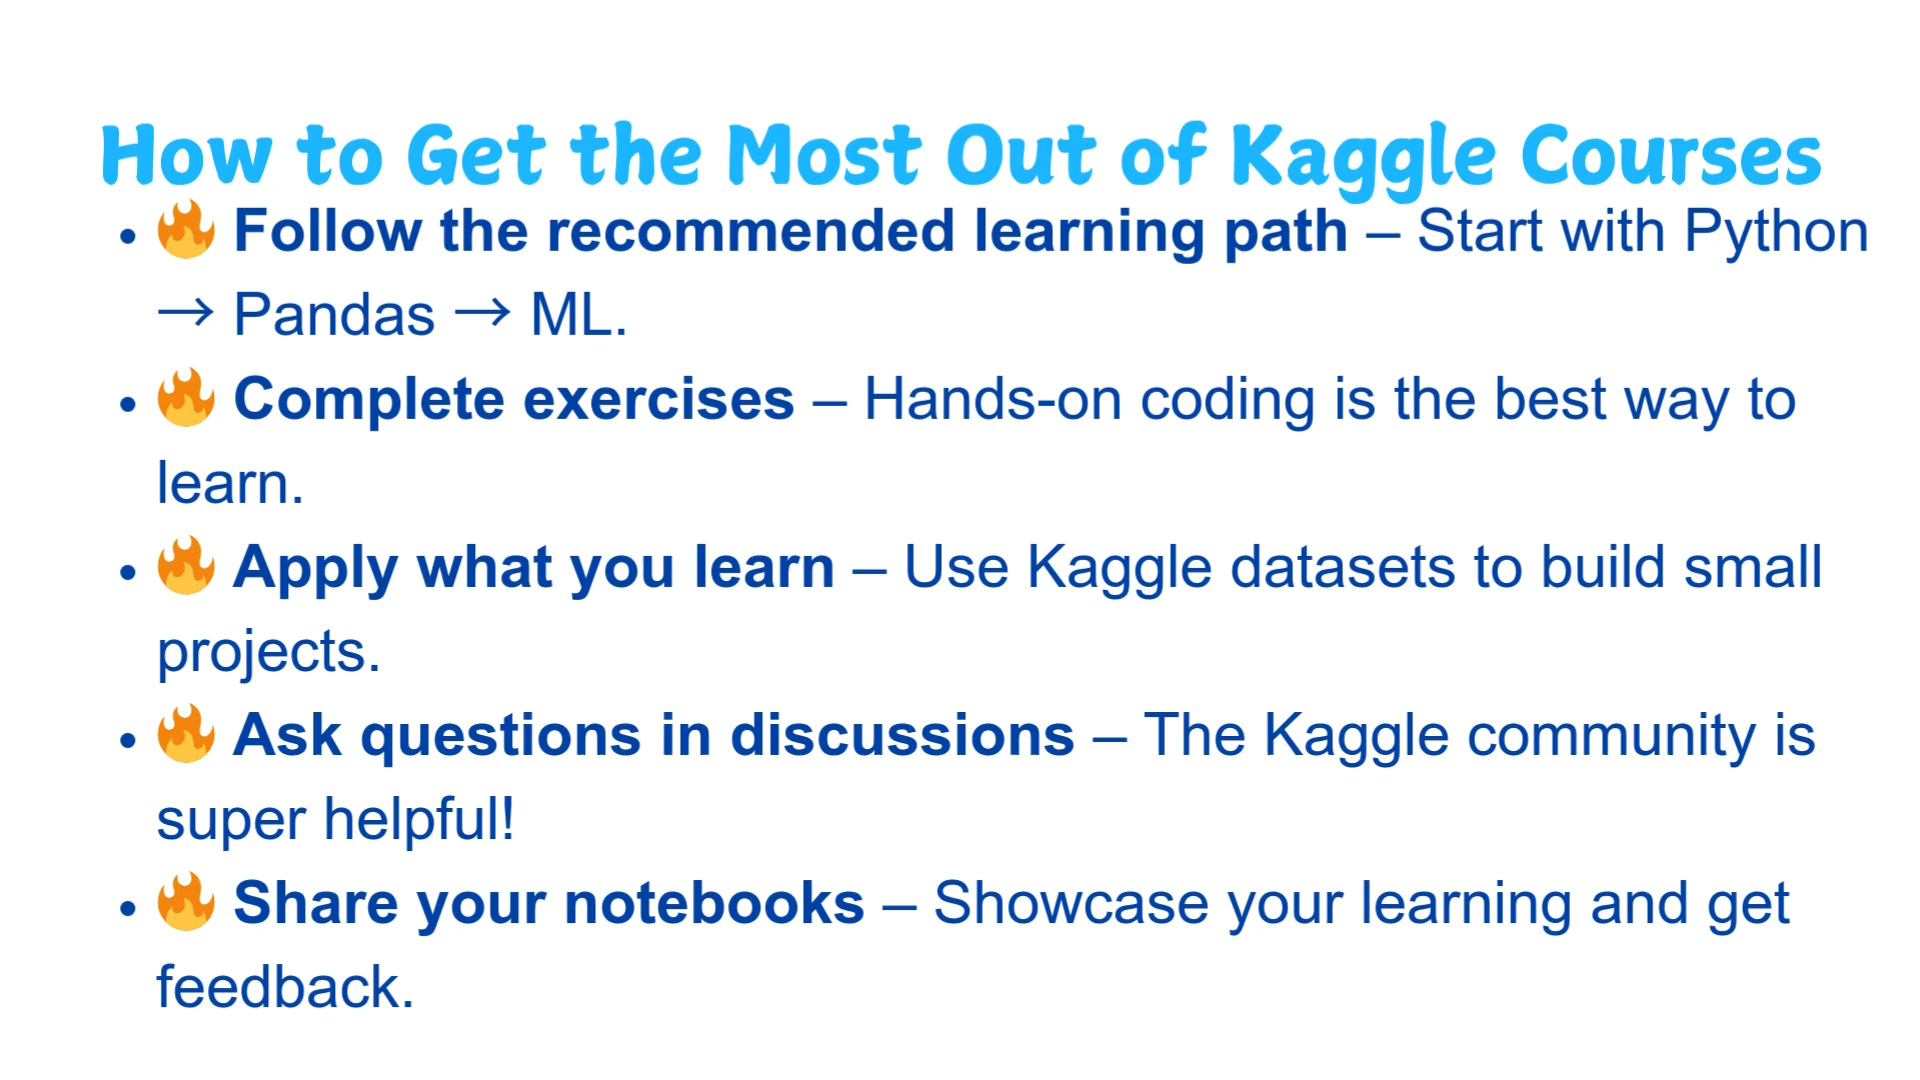 How to Get the Most Out of Kaggle Courses
• 🔥 Follow the recommended learning path – Start with Python
→ Pandas → ML.
• 🔥 Complete exercises – Hands-on coding is the best way to
learn.
• 🔥 Apply what you learn – Use Kaggle datasets to build small
projects.
• 🔥 Ask questions in discussions – The Kaggle community is
super helpful!
• 🔥 Share your notebooks – Showcase your learning and get
feedback.